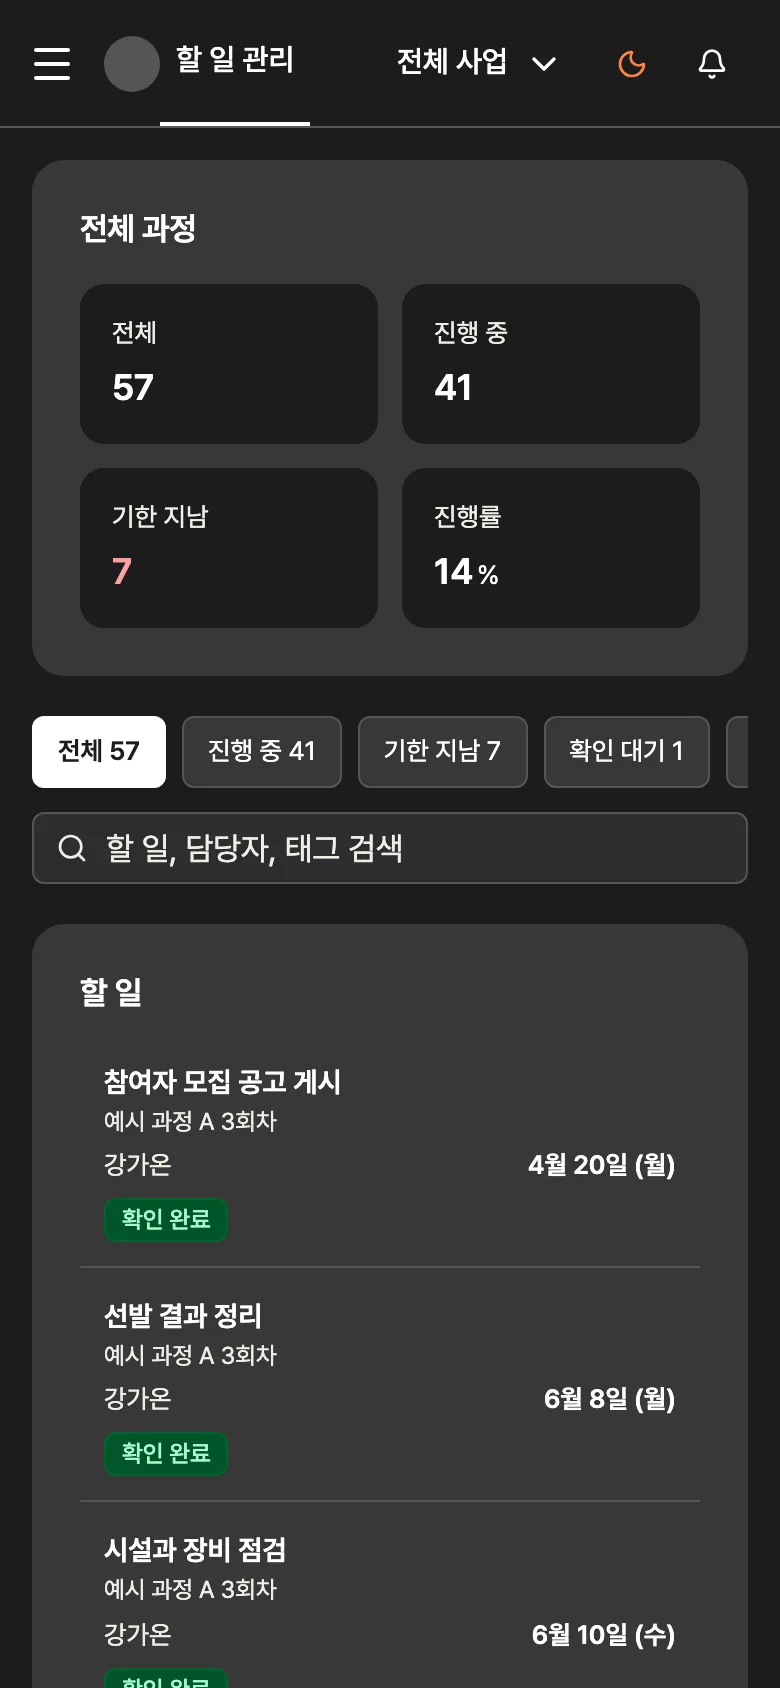 할 일 관리
전체 사업
전체 과정
전체
57
진행 중
41
기한 지남
7
진행률
14%
전체 57
진행 중 41
기한 지남 7
확인 대기 1
할 일, 담당자, 태그 검색
할 일
참여자 모집 공고 게시
예시 과정 A 3회차
강가온
4월 20일 (월)
확인 완료
선발 결과 정리
예시 과정 A 3회차
강가온
6월 8일 (월)
확인 완료
시설과 장비 점검
예시 과정 A 3회차
강가온
6월 10일 (수)
확인 완료